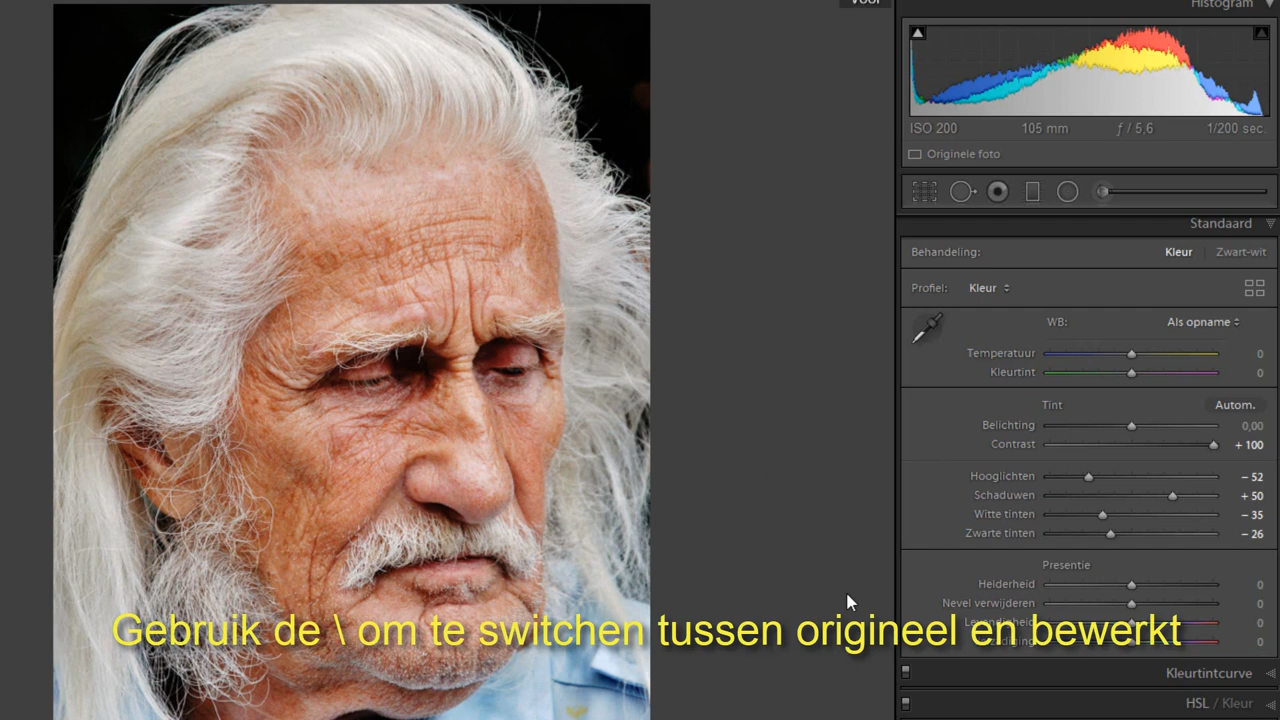 Voor
Histogram
ISO 200 105 mm ƒ / 5,6 1/200 sec.
Originele foto
Standaard
Behandeling: Kleur Zwart-wit
Profiel: Kleur
WB: Als opname
Temperatuur 0
Kleurtint 0
Tint Autom.
Belichting 0,00
Contrast + 100
Hooglichten – 52
Schaduwen + 50
Witte tinten – 35
Zwarte tinten – 26
Presentie
Helderheid 0
Nevel verwijderen 0
Gebruik de \ om te switchen tussen origineel en bewerkt
Kleurtintcurve
HSL / Kleur